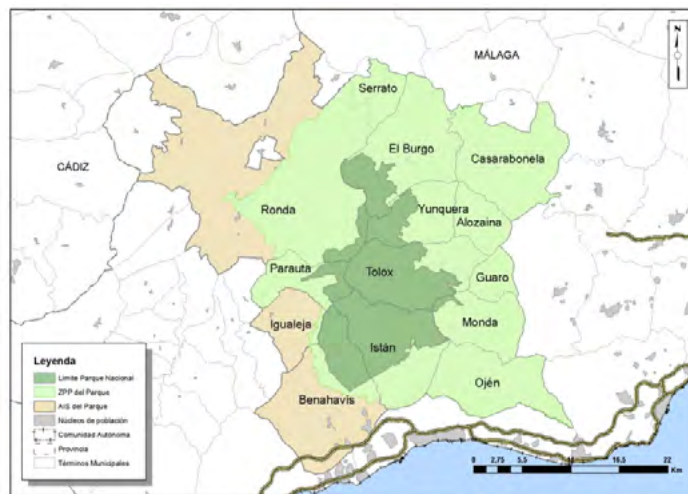 MÁLAGA
N
Serrato
El Burgo
Casarabonela
CÁDIZ
Ronda
Yunquera
Alozaina
Parauta
Tolox
Guaro
Igualeja
Monda
Istán
Ojén
Benahavís
Leyenda
Limite Parque Nacional
ZPP del Parque
AIS del Parque
Núcleos de población
Comunidad Autónoma
Provincia
Términos Municipales
0 2,75 5,5 11 16,5 22
Km